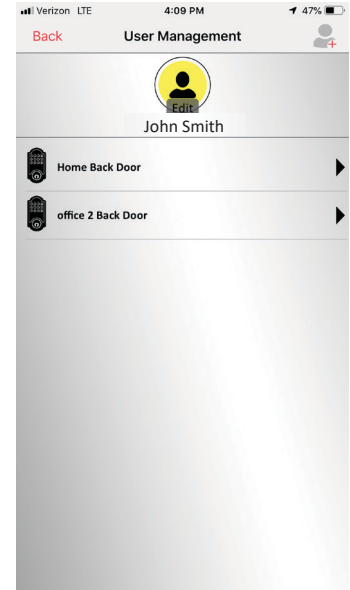 Verizon LTE 4:09 PM 47%
Back User Management
Edit
John Smith
Home Back Door
office 2 Back Door